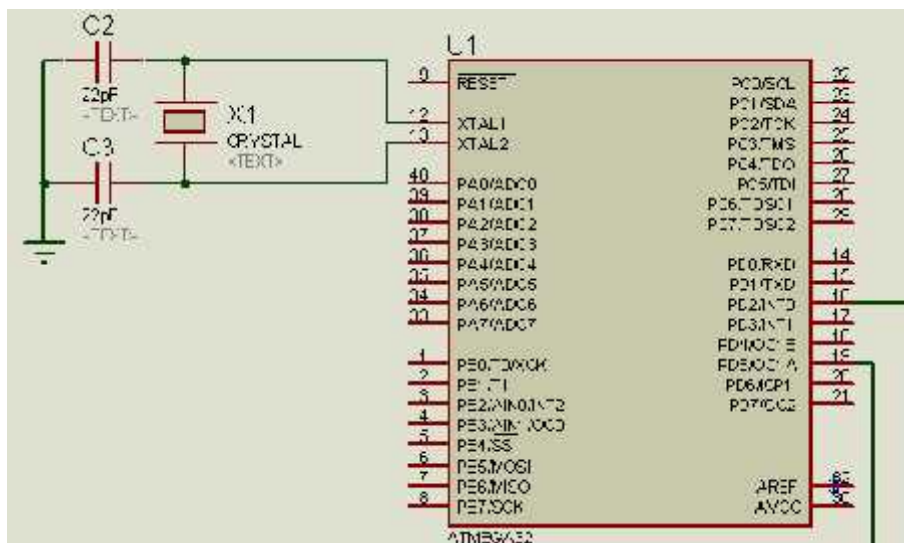 C2
22pF
<TEXT>
X1
CRYSTAL
<TEXT>
C3
22pF
<TEXT>
U1
9 RESET
12 XTAL1
13 XTAL2
40 PA0/ADC0
39 PA1/ADC1
38 PA2/ADC2
37 PA3/ADC3
36 PA4/ADC4
35 PA5/ADC5
34 PA6/ADC6
33 PA7/ADC7
1 PB0/T0/XCK
2 PB1/T1
3 PB2/AIN0/INT2
4 PB3/AIN1/OC0
5 PB4/SS
6 PB5/MOSI
7 PB6/MISO
8 PB7/SCK
PC0/SCL 22
PC1/SDA 23
PC2/TCK 24
PC3/TMS 25
PC4/TDO 26
PC5/TDI 27
PC6/TOSC1 28
PC7/TOSC2 29
PD0/RXD 14
PD1/TXD 15
PD2/INT0 16
PD3/INT1 17
PD4/OC1B 18
PD5/OC1A 19
PD6/ICP1 20
PD7/OC2 21
AREF
AVCC 30
ATMEGA32